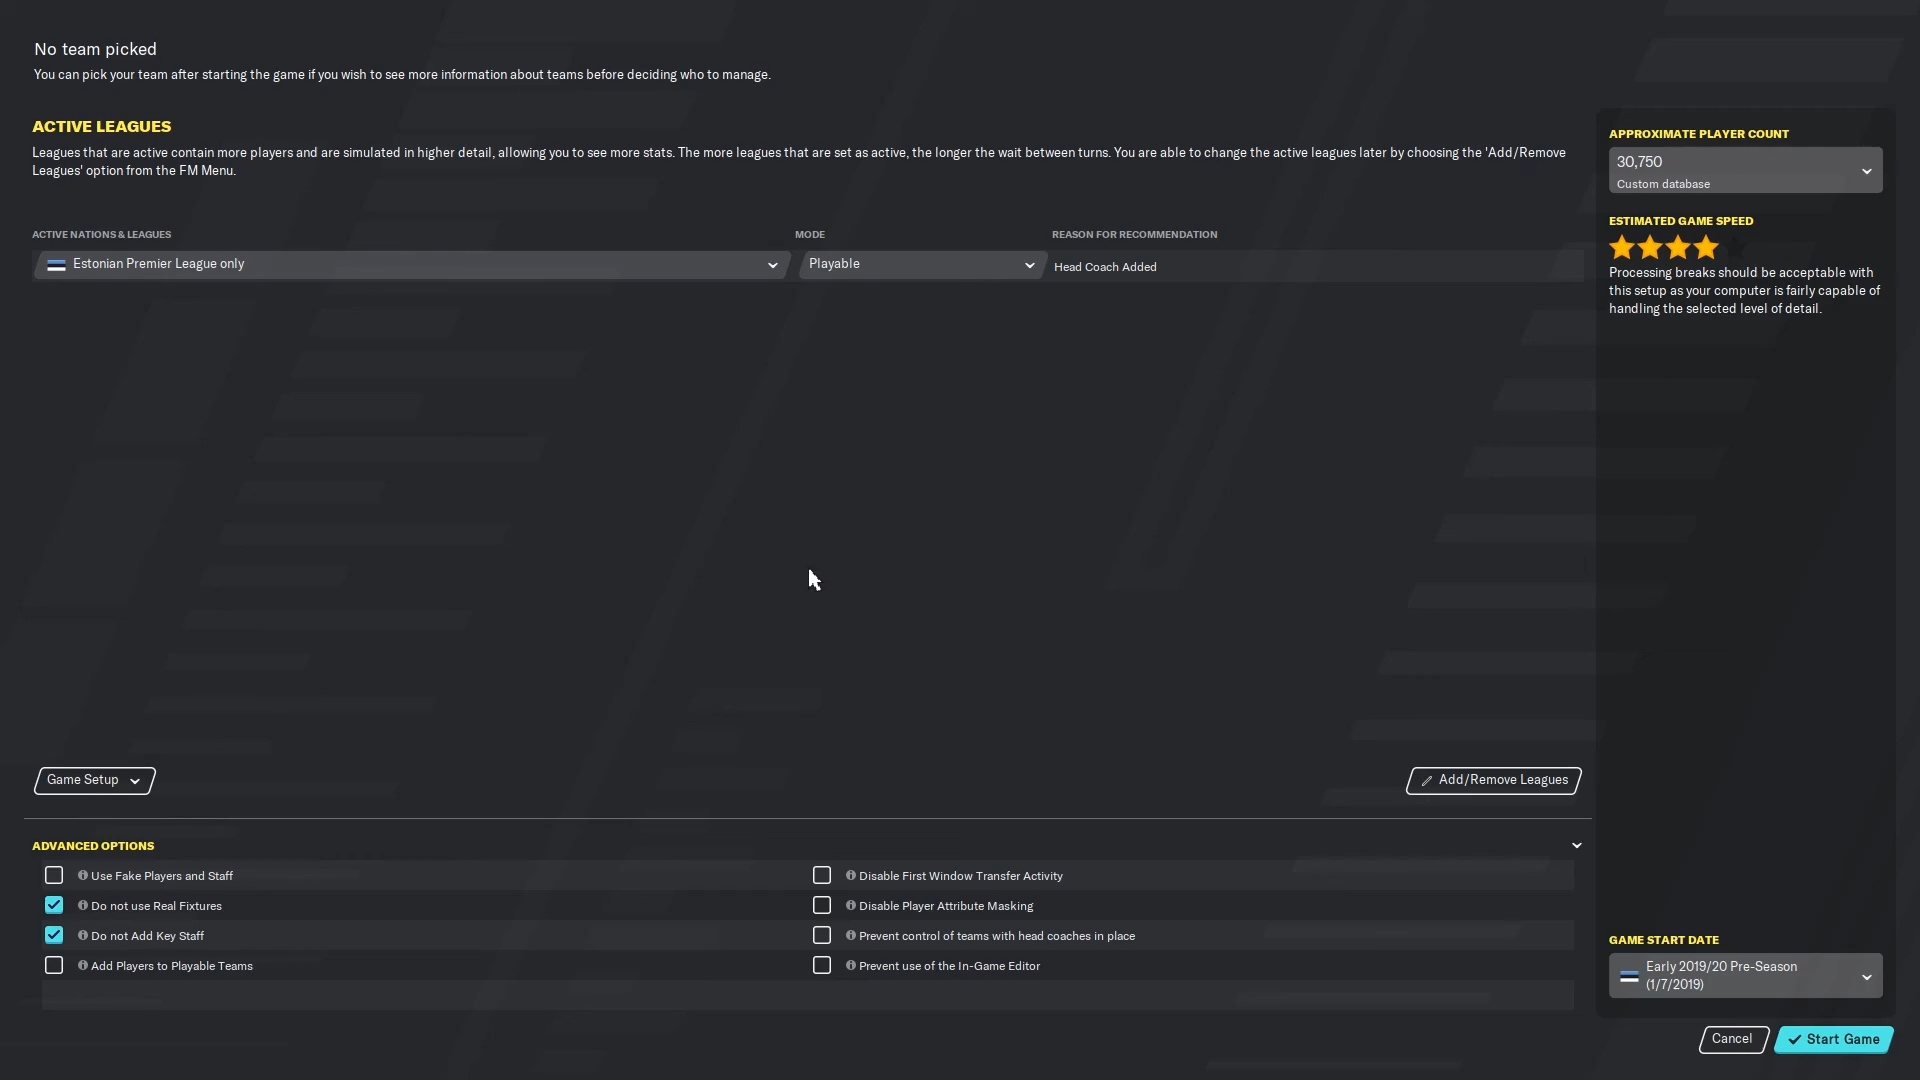 No team picked
You can pick your team after starting the game if you wish to see more information about teams before deciding who to manage.
ACTIVE LEAGUES
Leagues that are active contain more players and are simulated in higher detail, allowing you to see more stats. The more leagues that are set as active, the longer the wait between turns. You are able to change the active leagues later by choosing the 'Add/Remove
Leagues' option from the FM Menu.
ACTIVE NATIONS & LEAGUES MODE REASON FOR RECOMMENDATION
Estonian Premier League only Playable Head Coach Added
Game Setup
Add/Remove Leagues
ADVANCED OPTIONS
Use Fake Players and Staff
Do not use Real Fixtures
Do not Add Key Staff
Add Players to Playable Teams
Disable First Window Transfer Activity
Disable Player Attribute Masking
Prevent control of teams with head coaches in place
Prevent use of the In-Game Editor
APPROXIMATE PLAYER COUNT
30,750
Custom database
ESTIMATED GAME SPEED
Processing breaks should be acceptable with
this setup as your computer is fairly capable of
handling the selected level of detail.
GAME START DATE
Early 2019/20 Pre-Season
(1/7/2019)
Cancel
Start Game